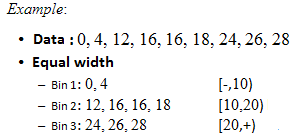 Example:
• Data : 0, 4, 12, 16, 16, 18, 24, 26, 28
• Equal width
– Bin 1: 0, 4 [-,10)
– Bin 2: 12, 16, 16, 18 [10,20)
– Bin 3: 24, 26, 28 [20,+)